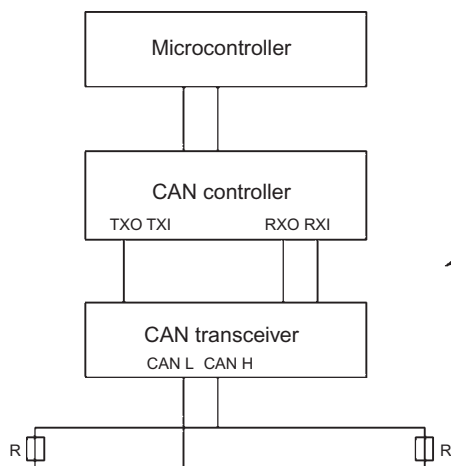 Microcontroller
CAN controller
TXO TXI RXO RXI
CAN transceiver
CAN L CAN H
R R